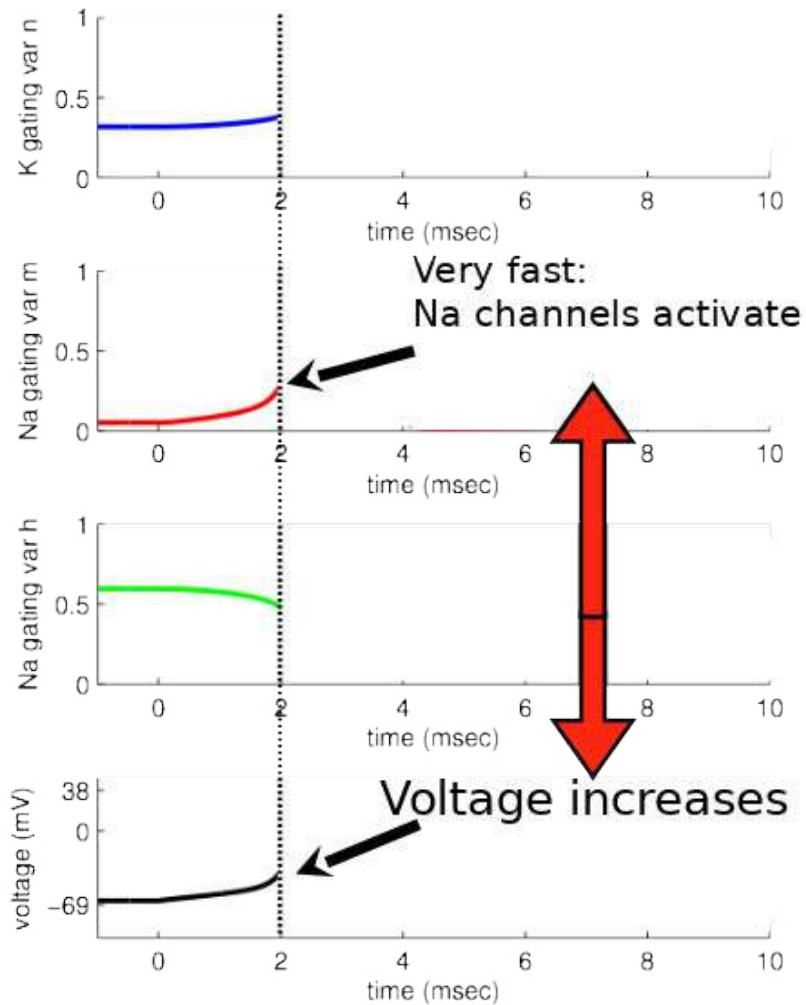 K gating var n
1
0.5
0
0 2 4 6 8 10
time (msec)
Na gating var m
1
0.5
0
Very fast:
Na channels activate
0 2 4 6 8 10
time (msec)
Na gating var h
1
0.5
0
0 2 4 6 8 10
time (msec)
voltage (mV)
38
0
−69
Voltage increases
0 2 4 6 8 10
time (msec)